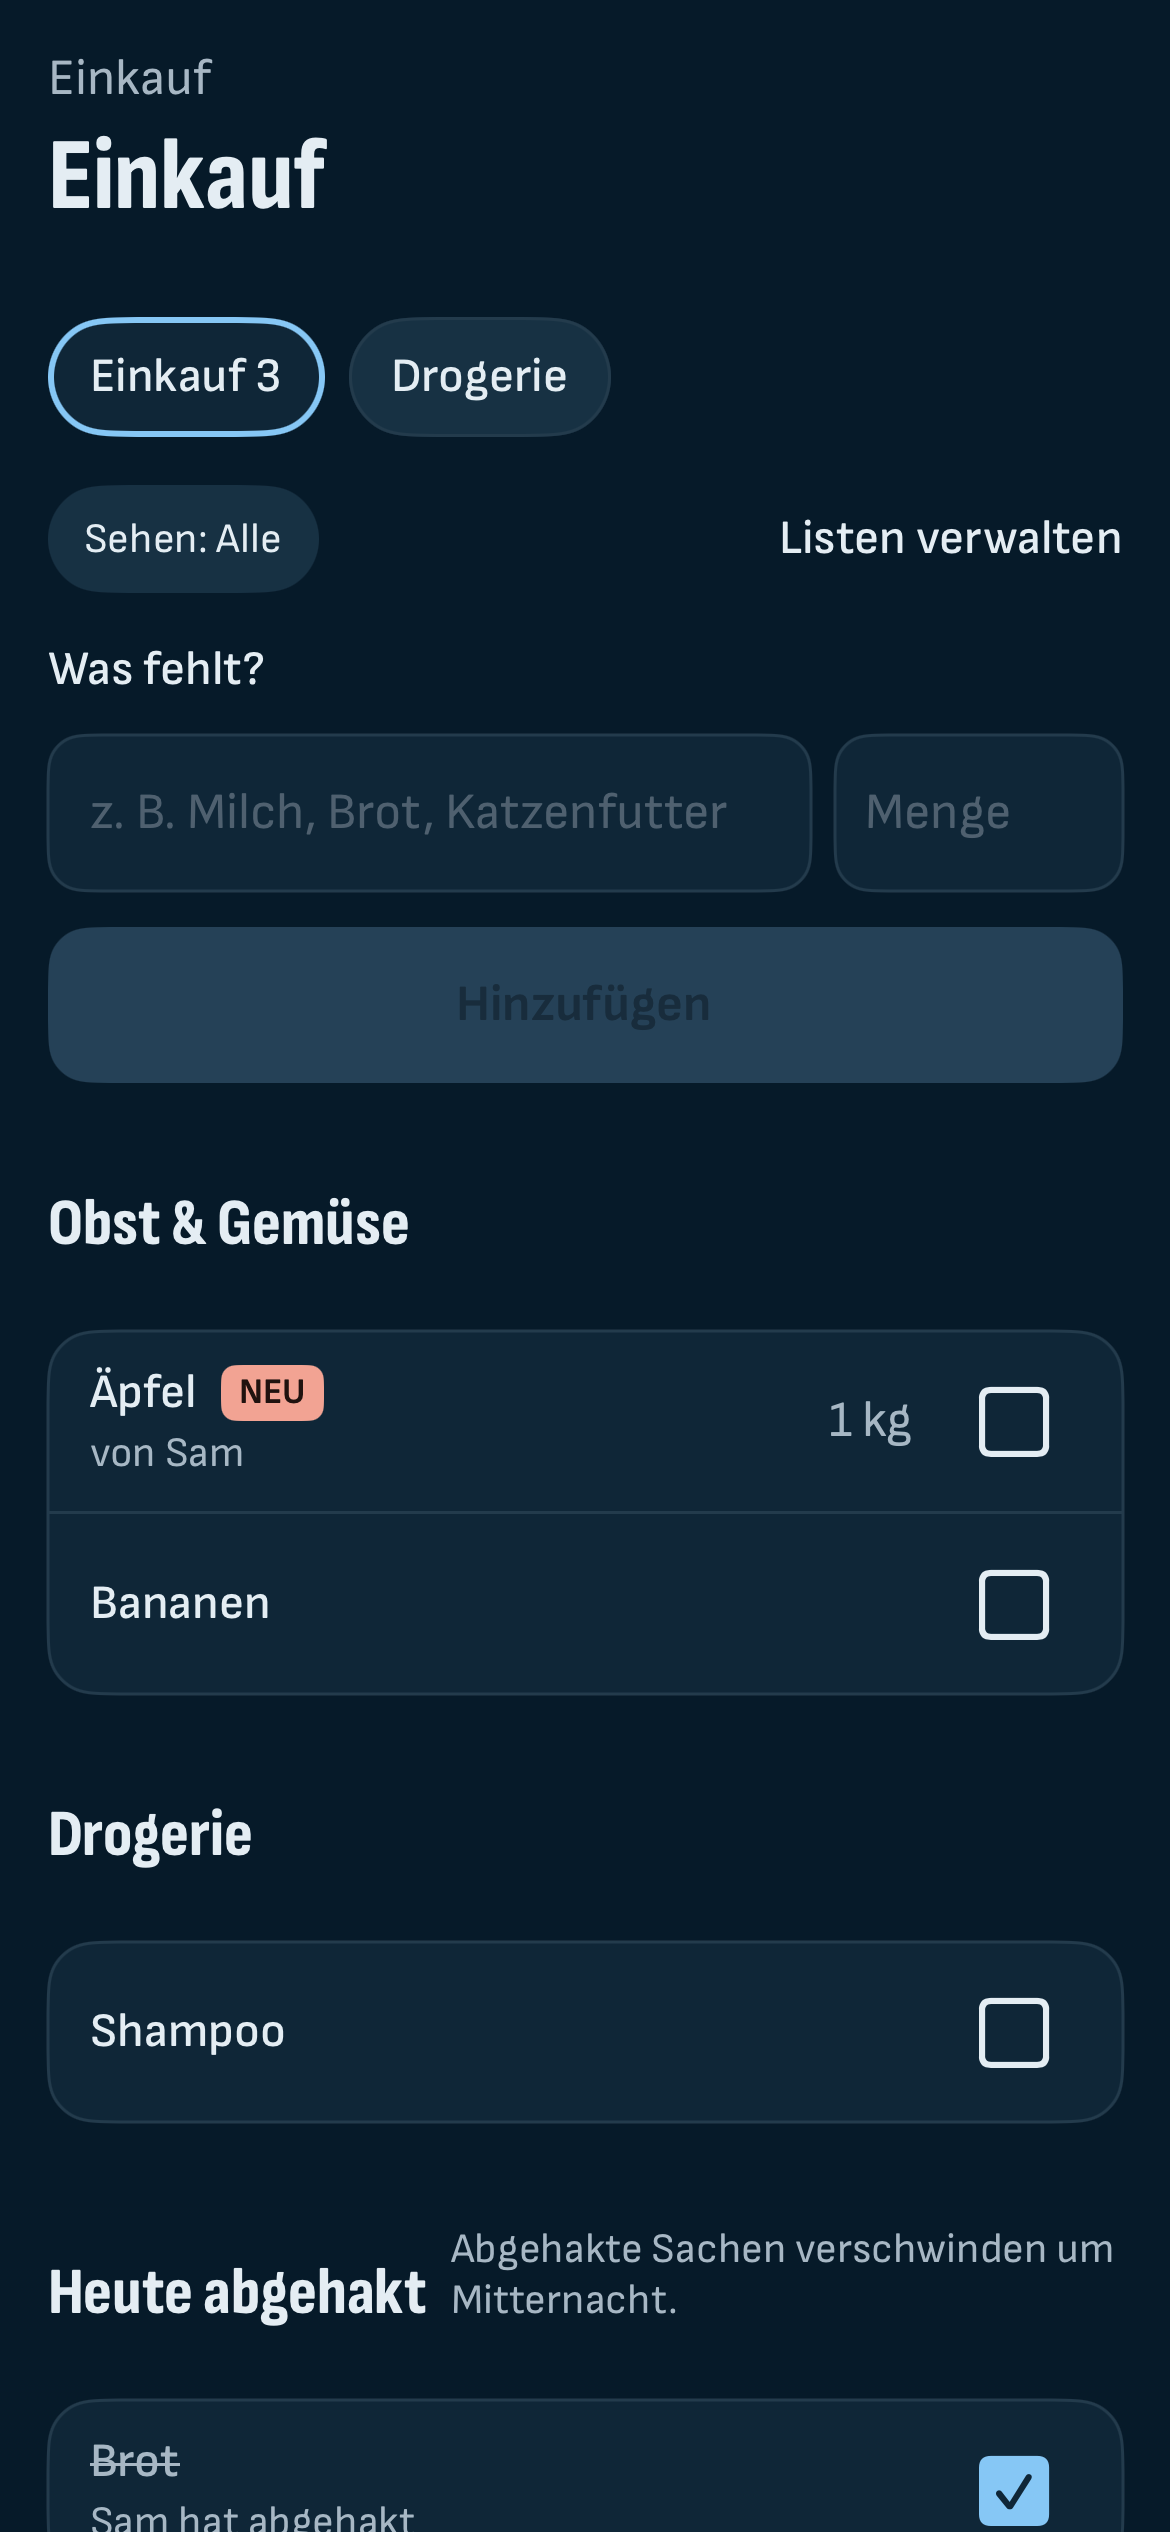 Einkauf
Einkauf
Einkauf 3
Drogerie
Sehen: Alle
Listen verwalten
Was fehlt?
z. B. Milch, Brot, Katzenfutter
Menge
Hinzufügen
Obst & Gemüse
Äpfel NEU
von Sam
1 kg
Bananen
Drogerie
Shampoo
Heute abgehakt
Abgehakte Sachen verschwinden um
Mitternacht.
Brot
Sam hat abgehakt